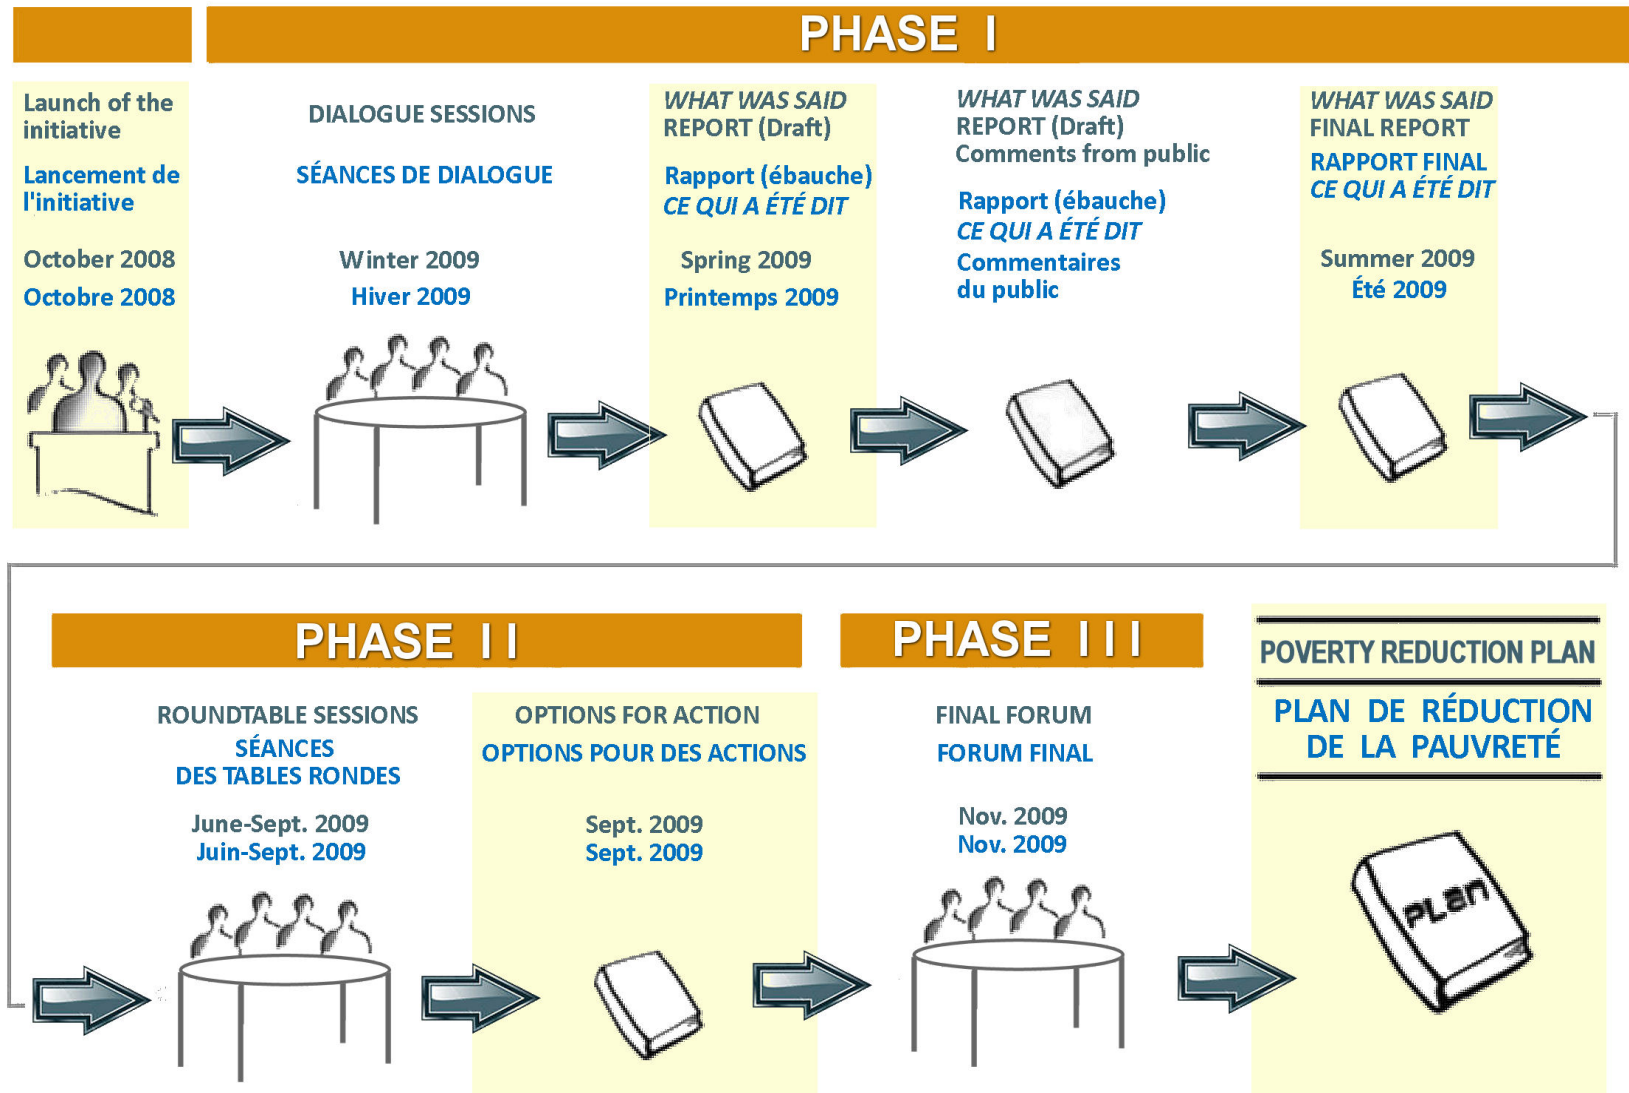 PHASE I
Launch of the
initiative
Lancement de
l'initiative
October 2008
Octobre 2008
DIALOGUE SESSIONS
SÉANCES DE DIALOGUE
Winter 2009
Hiver 2009
WHAT WAS SAID
REPORT (Draft)
Rapport (ébauche)
CE QUI A ÉTÉ DIT
Spring 2009
Printemps 2009
WHAT WAS SAID
REPORT (Draft)
Comments from public
Rapport (ébauche)
CE QUI A ÉTÉ DIT
Commentaires
du public
WHAT WAS SAID
FINAL REPORT
RAPPORT FINAL
CE QUI A ÉTÉ DIT
Summer 2009
Été 2009
PHASE II
ROUNDTABLE SESSIONS
SÉANCES
DES TABLES RONDES
June-Sept. 2009
Juin-Sept. 2009
OPTIONS FOR ACTION
OPTIONS POUR DES ACTIONS
Sept. 2009
Sept. 2009
PHASE III
FINAL FORUM
FORUM FINAL
Nov. 2009
Nov. 2009
POVERTY REDUCTION PLAN
PLAN DE RÉDUCTION
DE LA PAUVRETÉ
PLan